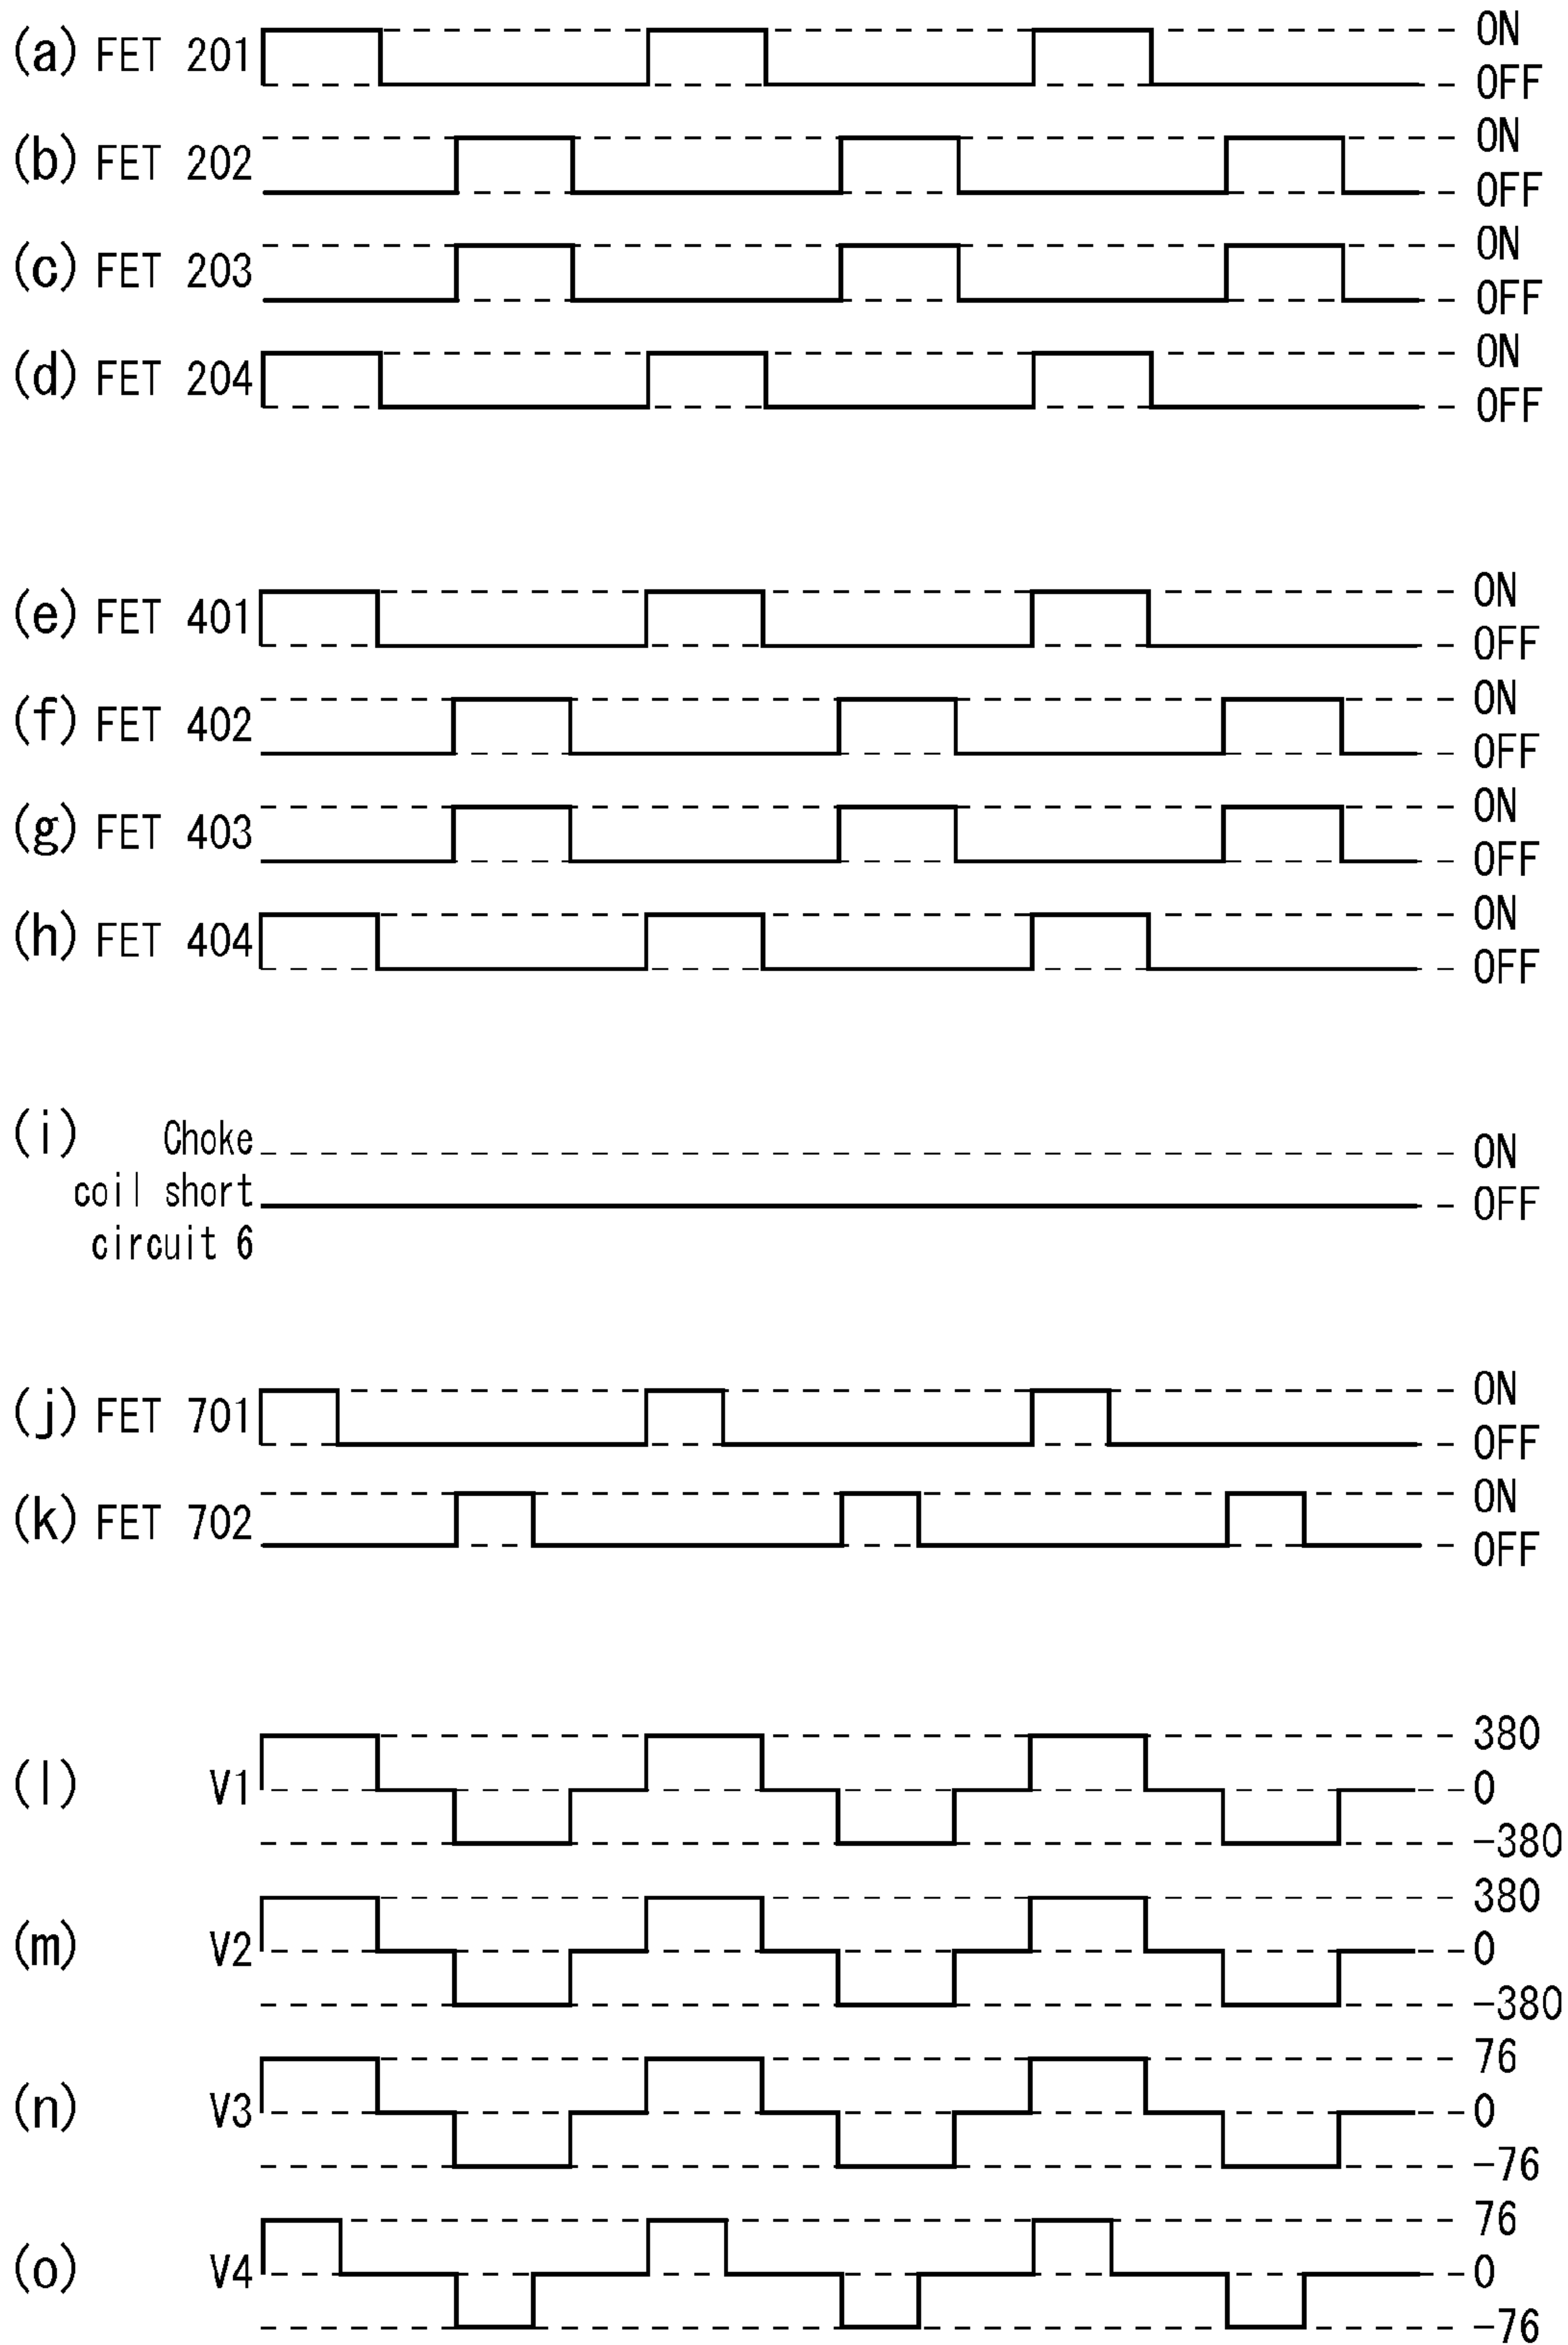 (a) FET 201 ON
OFF
(b) FET 202 ON
OFF
(c) FET 203 ON
OFF
(d) FET 204 ON
OFF
(e) FET 401 ON
OFF
(f) FET 402 ON
OFF
(g) FET 403 ON
OFF
(h) FET 404 ON
OFF
(i) Choke ON
coil short OFF
circuit 6
(j) FET 701 ON
OFF
(k) FET 702 ON
OFF
380
(l) V1 0
-380
380
(m) V2 0
-380
76
(n) V3 0
-76
76
(o) V4 0
-76